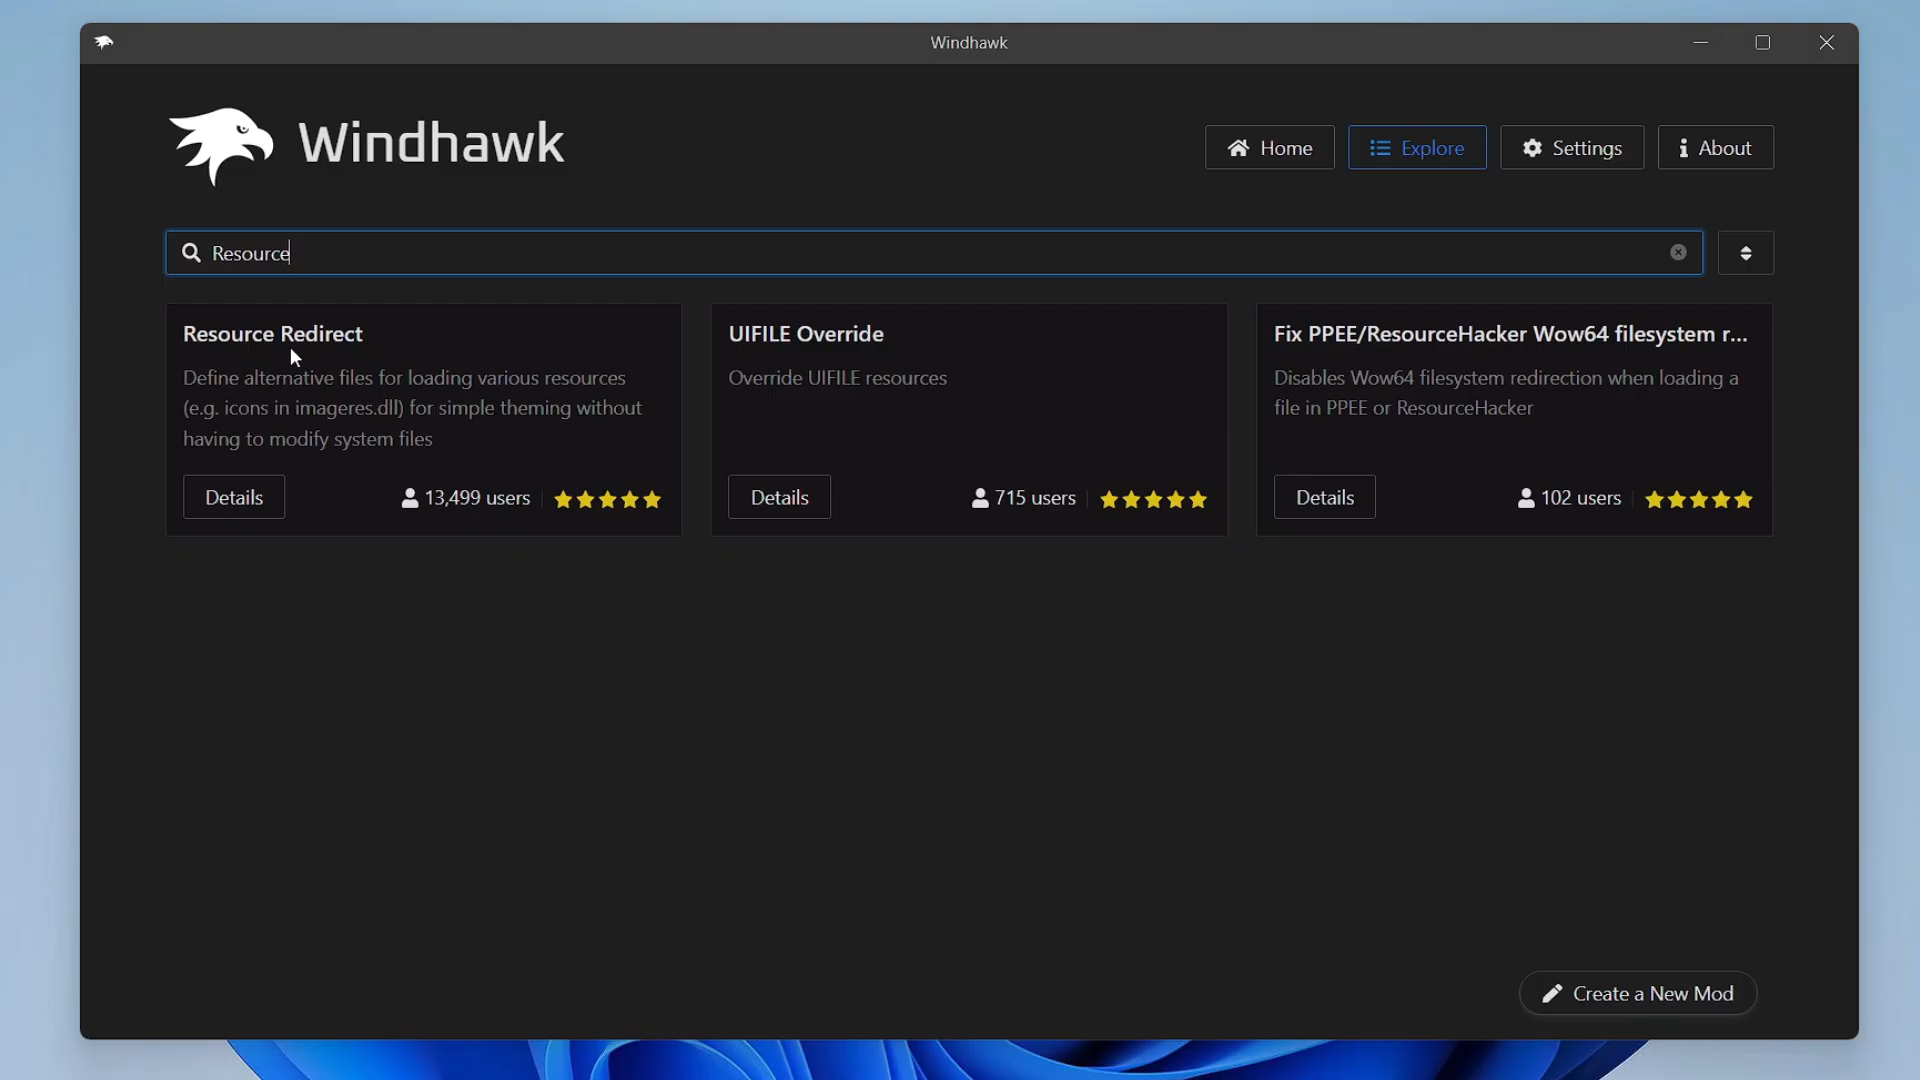 Windhawk
Windhawk
Home
Explore
Settings
About
Resource
Resource Redirect
Define alternative files for loading various resources
(e.g. icons in imageres.dll) for simple theming without
having to modify system files
Details
13,499 users
UIFILE Override
Override UIFILE resources
Details
715 users
Fix PPEE/ResourceHacker Wow64 filesystem r...
Disables Wow64 filesystem redirection when loading a
file in PPEE or ResourceHacker
Details
102 users
Create a New Mod